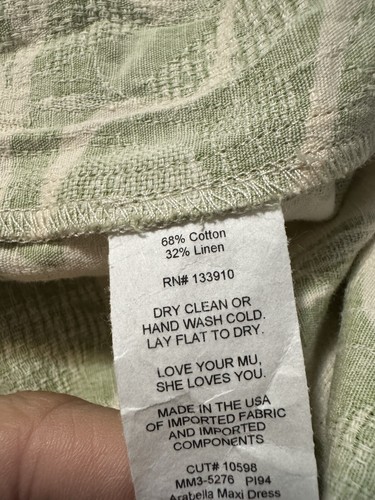 68% Cotton
32% Linen
RN# 133910
DRY CLEAN OR
HAND WASH COLD.
LAY FLAT TO DRY.
LOVE YOUR MU,
SHE LOVES YOU.
MADE IN THE USA
OF IMPORTED FABRIC
AND IMPORTED
COMPONENTS
CUT# 10598
MM3-5276 PI94
Arabella Maxi Dress